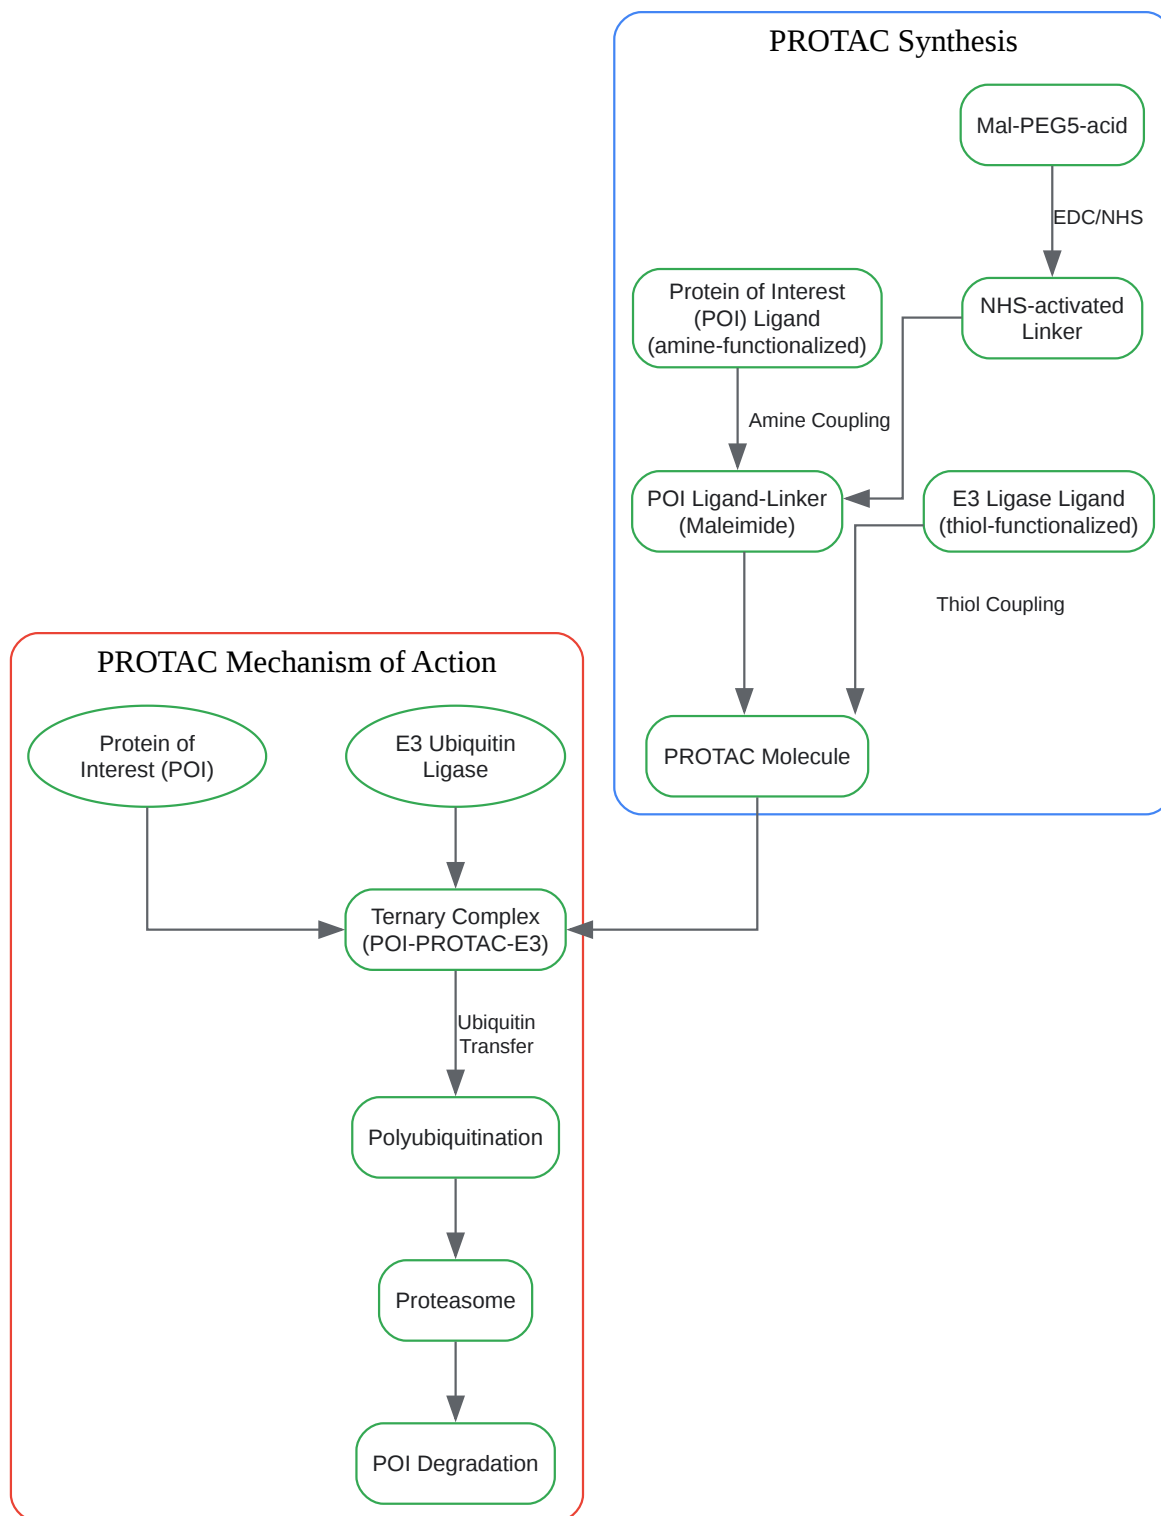 PROTAC Synthesis
Mal-PEG5-acid
EDC/NHS
NHS-activated
Linker
Protein of Interest
(POI) Ligand
(amine-functionalized)
Amine Coupling
POI Ligand-Linker
(Maleimide)
E3 Ligase Ligand
(thiol-functionalized)
Thiol Coupling
PROTAC Molecule
PROTAC Mechanism of Action
Protein of
Interest (POI)
E3 Ubiquitin
Ligase
Ternary Complex
(POI-PROTAC-E3)
Ubiquitin
Transfer
Polyubiquitination
Proteasome
POI Degradation